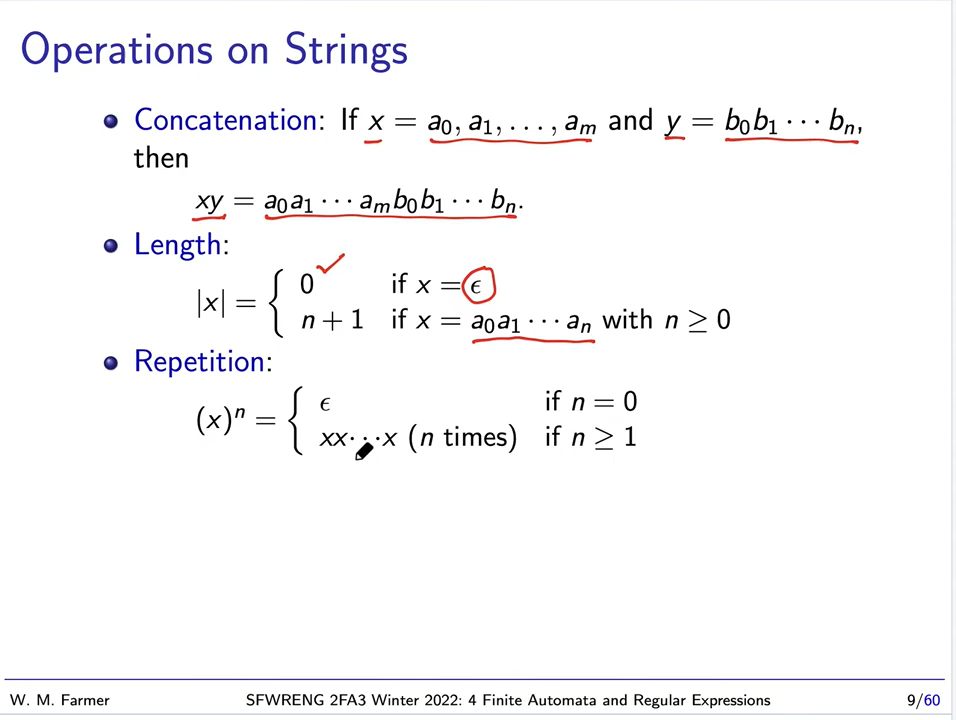 Operations on Strings
Concatenation: If x = a₀, a₁, . . . , aₘ and y = b₀b₁ · · · bₙ,
then
xy = a₀a₁ · · · aₘb₀b₁ · · · bₙ.
Length:
|x| = { 0 if x = ϵ
n + 1 if x = a₀a₁ · · · aₙ with n ≥ 0
Repetition:
(x)ⁿ = { ϵ if n = 0
xx· · ·x (n times) if n ≥ 1
W. M. Farmer SFWRENG 2FA3 Winter 2022: 4 Finite Automata and Regular Expressions 9/60